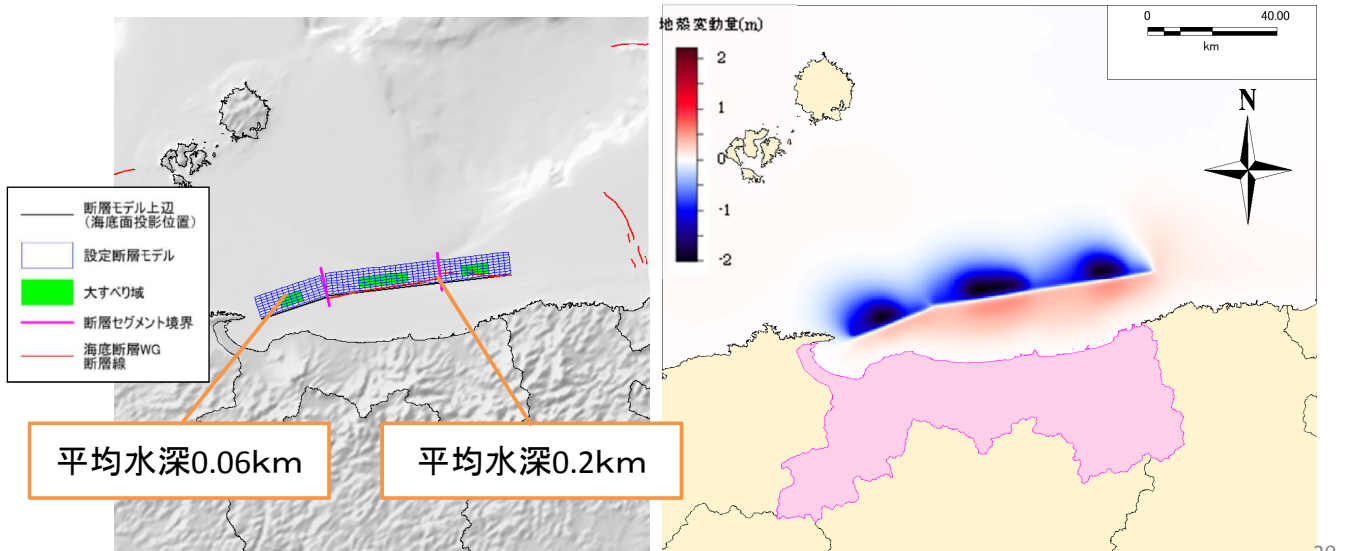 断層モデル上辺
(海底面投影位置)
設定断層モデル
大すべり域
断層セグメント境界
海底断層WG
断層線
平均水深0.06km
平均水深0.2km
地殻変動量(m)
2
1
0
-1
-2
0
40.00
km
N